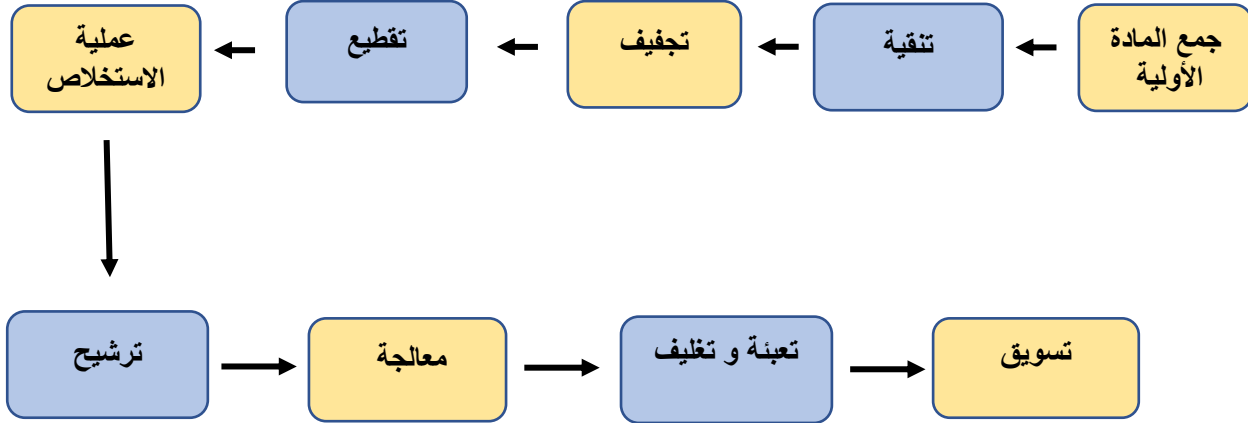 جمع المادة
الأولية
تنقية
تجفيف
تقطيع
عملية
الاستخلاص
ترشيح
معالجة
تعبئة و تغليف
تسويق